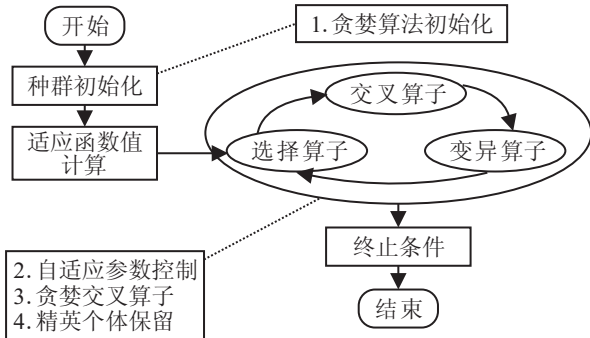 开始
1.贪婪算法初始化
种群初始化
交叉算子
适应函数值
计算
选择算子
变异算子
终止条件
2.自适应参数控制
3.贪婪交叉算子
4.精英个体保留
结束